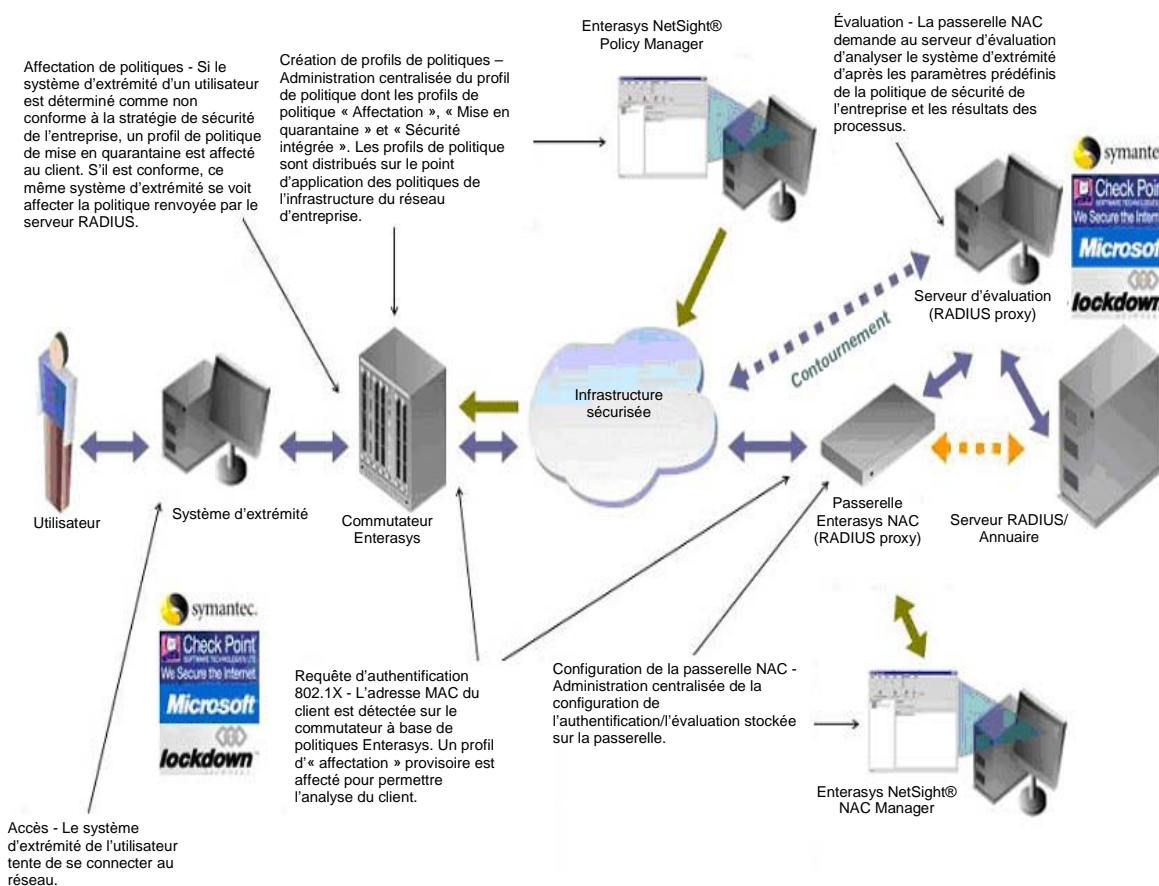 Enterasys NetSight®
Policy Manager
Évaluation - La passerelle NAC
demande au serveur d’évaluation
d’analyser le système d’extrémité
d’après les paramètres prédéfinis
de la politique de sécurité de
l’entreprise et les résultats des
processus.
Affectation de politiques - Si le
système d’extrémité d’un utilisateur
est déterminé comme non
conforme à la stratégie de sécurité
de l’entreprise, un profil de politique
de mise en quarantaine est affecté
au client. S’il est conforme, ce
même système d’extrémité se voit
affecter la politique renvoyée par le
serveur RADIUS.
Création de profils de politiques –
Administration centralisée du profil
de politique dont les profils de
politique « Affectation », « Mise en
quarantaine » et « Sécurité
intégrée ». Les profils de politique
sont distribués sur le point
d’application des politiques de
l’infrastructure du réseau
d’entreprise.
symante
Check Poin
We Secure the Intern
Microsof
lockdown
Serveur d’évaluation
(RADIUS proxy)
Contournement
Infrastructure
sécurisée
Utilisateur
Système d’extrémité
Commutateur
Enterasys
Passerelle
Enterasys NAC
(RADIUS proxy)
Serveur RADIUS/
Annuaire
symantec.
Check Point
SOFTWARE TECHNOLOGIES LTD
We Secure the Internet
Microsoft
lockdown
Requête d’authentification
802.1X - L’adresse MAC du
client est détectée sur le
commutateur à base de
politiques Enterasys. Un profil
d’« affectation » provisoire est
affecté pour permettre
l’analyse du client.
Configuration de la passerelle NAC -
Administration centralisée de la
configuration de
l’authentification/l’évaluation stockée
sur la passerelle.
Enterasys NetSight®
NAC Manager
Accès - Le système
d’extrémité de l’utilisateur
tente de se connecter au
réseau.